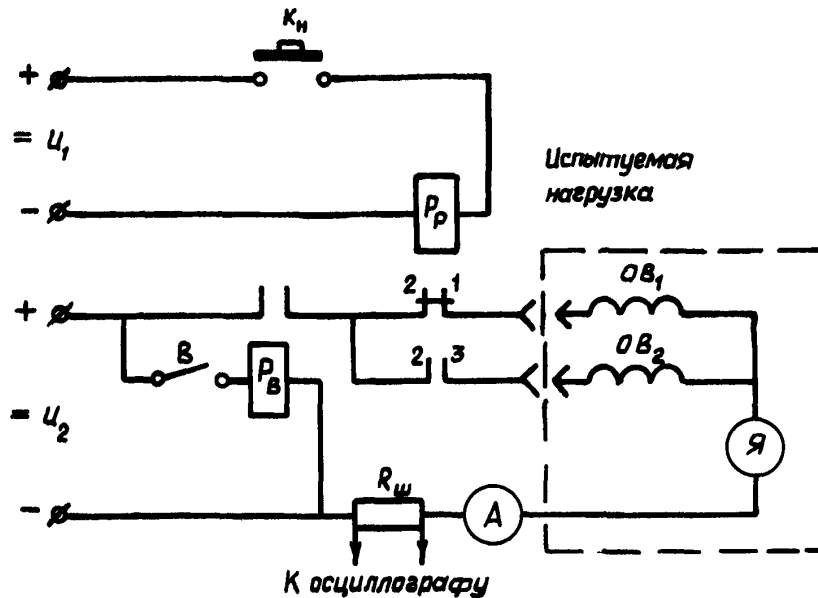 Кн
+
= U1
Испытуемая
нагрузка
-
Рр
2 1
ОВ1
+
В
Рв
2 3
ОВ2
= U2
Я
Rш
-
А
К осциллографу